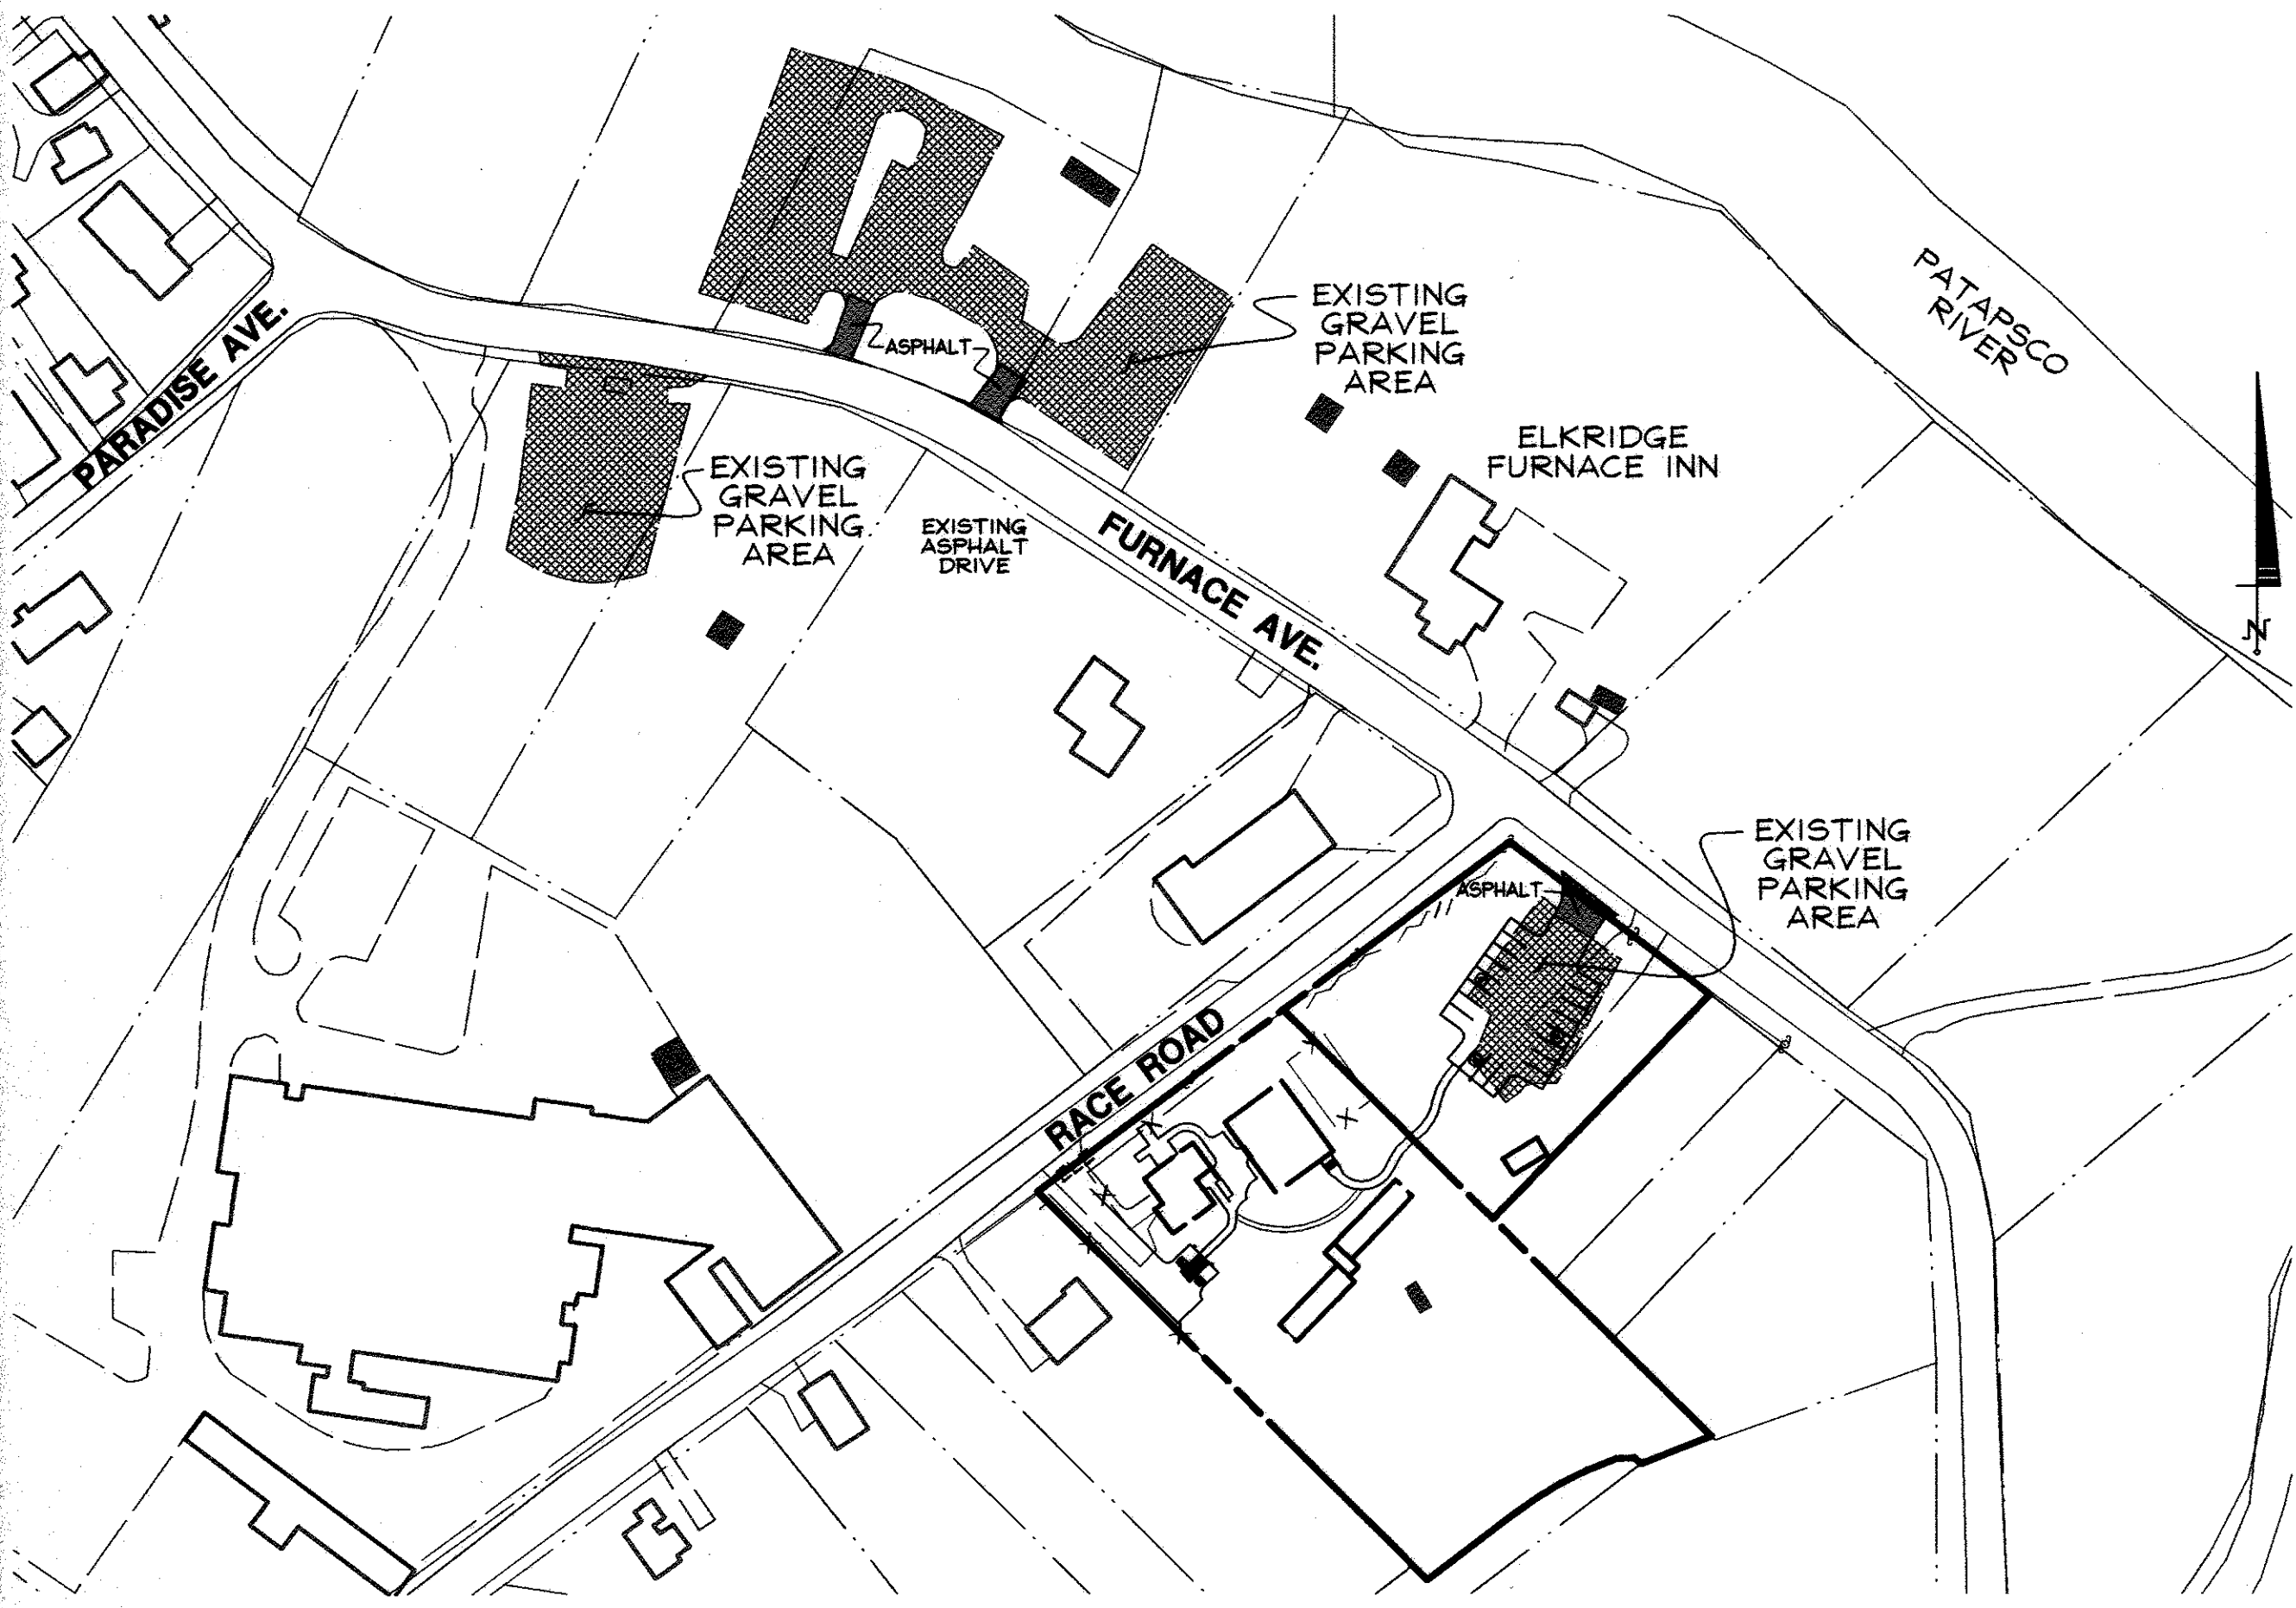 PATAPSCO
RIVER
EXISTING
GRAVEL
PARKING
AREA
ASPHALT
PARADISE AVE.
ELKRIDGE
FURNACE INN
EXISTING
GRAVEL
PARKING
AREA
EXISTING
ASPHALT
DRIVE
FURNACE AVE.
N
EXISTING
GRAVEL
PARKING
AREA
ASPHALT
RACE ROAD